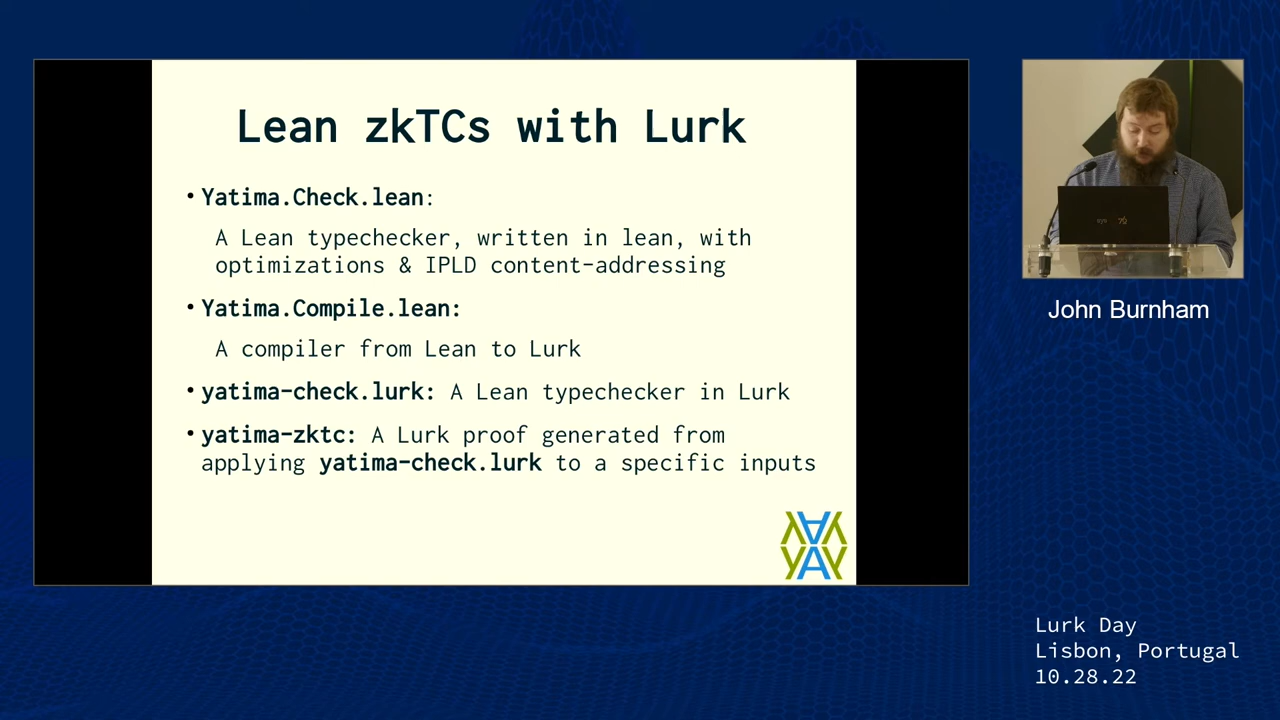 Lean zkTCs with Lurk
• Yatima.Check.lean:
A Lean typechecker, written in lean, with
optimizations & IPLD content-addressing
• Yatima.Compile.lean:
A compiler from Lean to Lurk
• yatima-check.lurk: A Lean typechecker in Lurk
• yatima-zktc: A Lurk proof generated from
applying yatima-check.lurk to a specific inputs
John Burnham
Lurk Day
Lisbon, Portugal
10.28.22